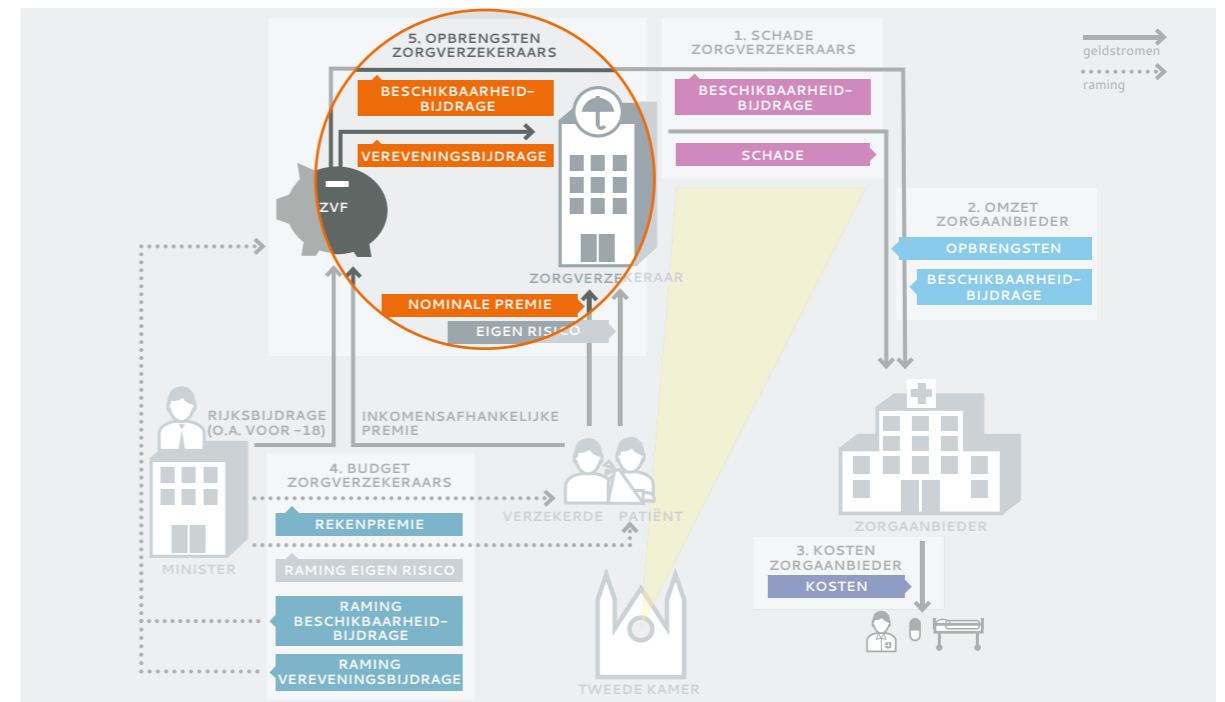 5. OPBRENGSTEN
ZORGVERZEKERAARS
1. SCHADE
ZORGVERZEKERAARS
geldstromen
raming
BESCHIKBAARHEID-
BIJDRAGE
BESCHIKBAARHEID-
BIJDRAGE
VEREVENINGSBIJDRAGE
SCHADE
ZVF
2. OMZET
ZORGAANBIEDER
OPBRENGSTEN
BESCHIKBAARHEID-
BIJDRAGE
ZORGVERZEKERAAR
NOMINALE PREMIE
EIGEN RISICO
RIJKSBIJDRAGE
(O.A. VOOR -18)
INKOMENSAFHANKELIJKE
PREMIE
4. BUDGET
ZORGVERZEKERAARS
REKENPREMIE
VERZEKERDE
PATIËNT
ZORGAANBIEDER
MINISTER
RAMING EIGEN RISICO
3. KOSTEN
ZORGAANBIEDER
KOSTEN
RAMING
BESCHIKBAARHEID-
BIJDRAGE
RAMING
VEREVENINGSBIJDRAGE
TWEEDE KAMER